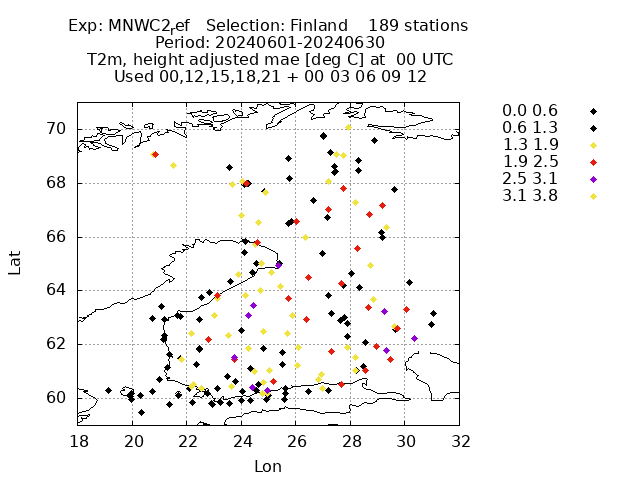 Exp: MNWC2ref   Selection: Finland    189 stations
Period: 20240601-20240630
T2m, height adjusted mae [deg C] at  00 UTC
Used 00,12,15,18,21 + 00 03 06 09 12
0.0 0.6
0.6 1.3
1.3 1.9
1.9 2.5
2.5 3.1
3.1 3.8
70
68
66
64
62
60
Lat
18 20 22 24 26 28 30 32
Lon